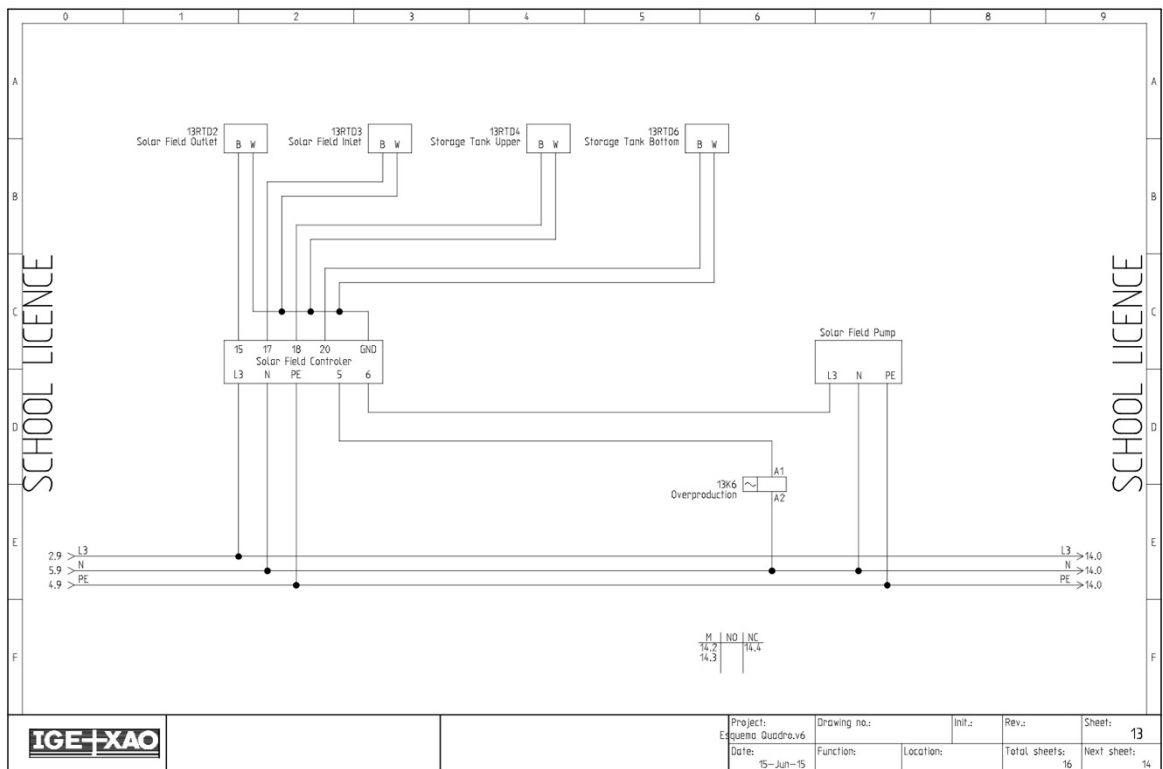 0 1 2 3 4 5 6 7 8 9
A A
13RTD2 13RTD3 13RTD4 13RTD6
Solar Field Outlet Solar Field Inlet Storage Tank Upper Storage Tank Bottom
B W B W B W B W
B B
SCHOOL LICENCE SCHOOL LICENCE
C C
Solar Field Pump
15 17 18 20 GND
Solar Field Controler
L3 N PE 5 6 L3 N PE
D D
A1
13K6
Overproduction
A2
E E
2.9 L3 L3 14.0
5.9 N N 14.0
4.9 PE PE 14.0
M NO NC
14.2 14.4
14.3
F F
IGE+XAO
Project: Drawing no.: Init.: Rev.: Sheet:
Esquema Quadro.v6 13
Date: Function: Location: Total sheets: Next sheet:
15-Jun-15 16 14